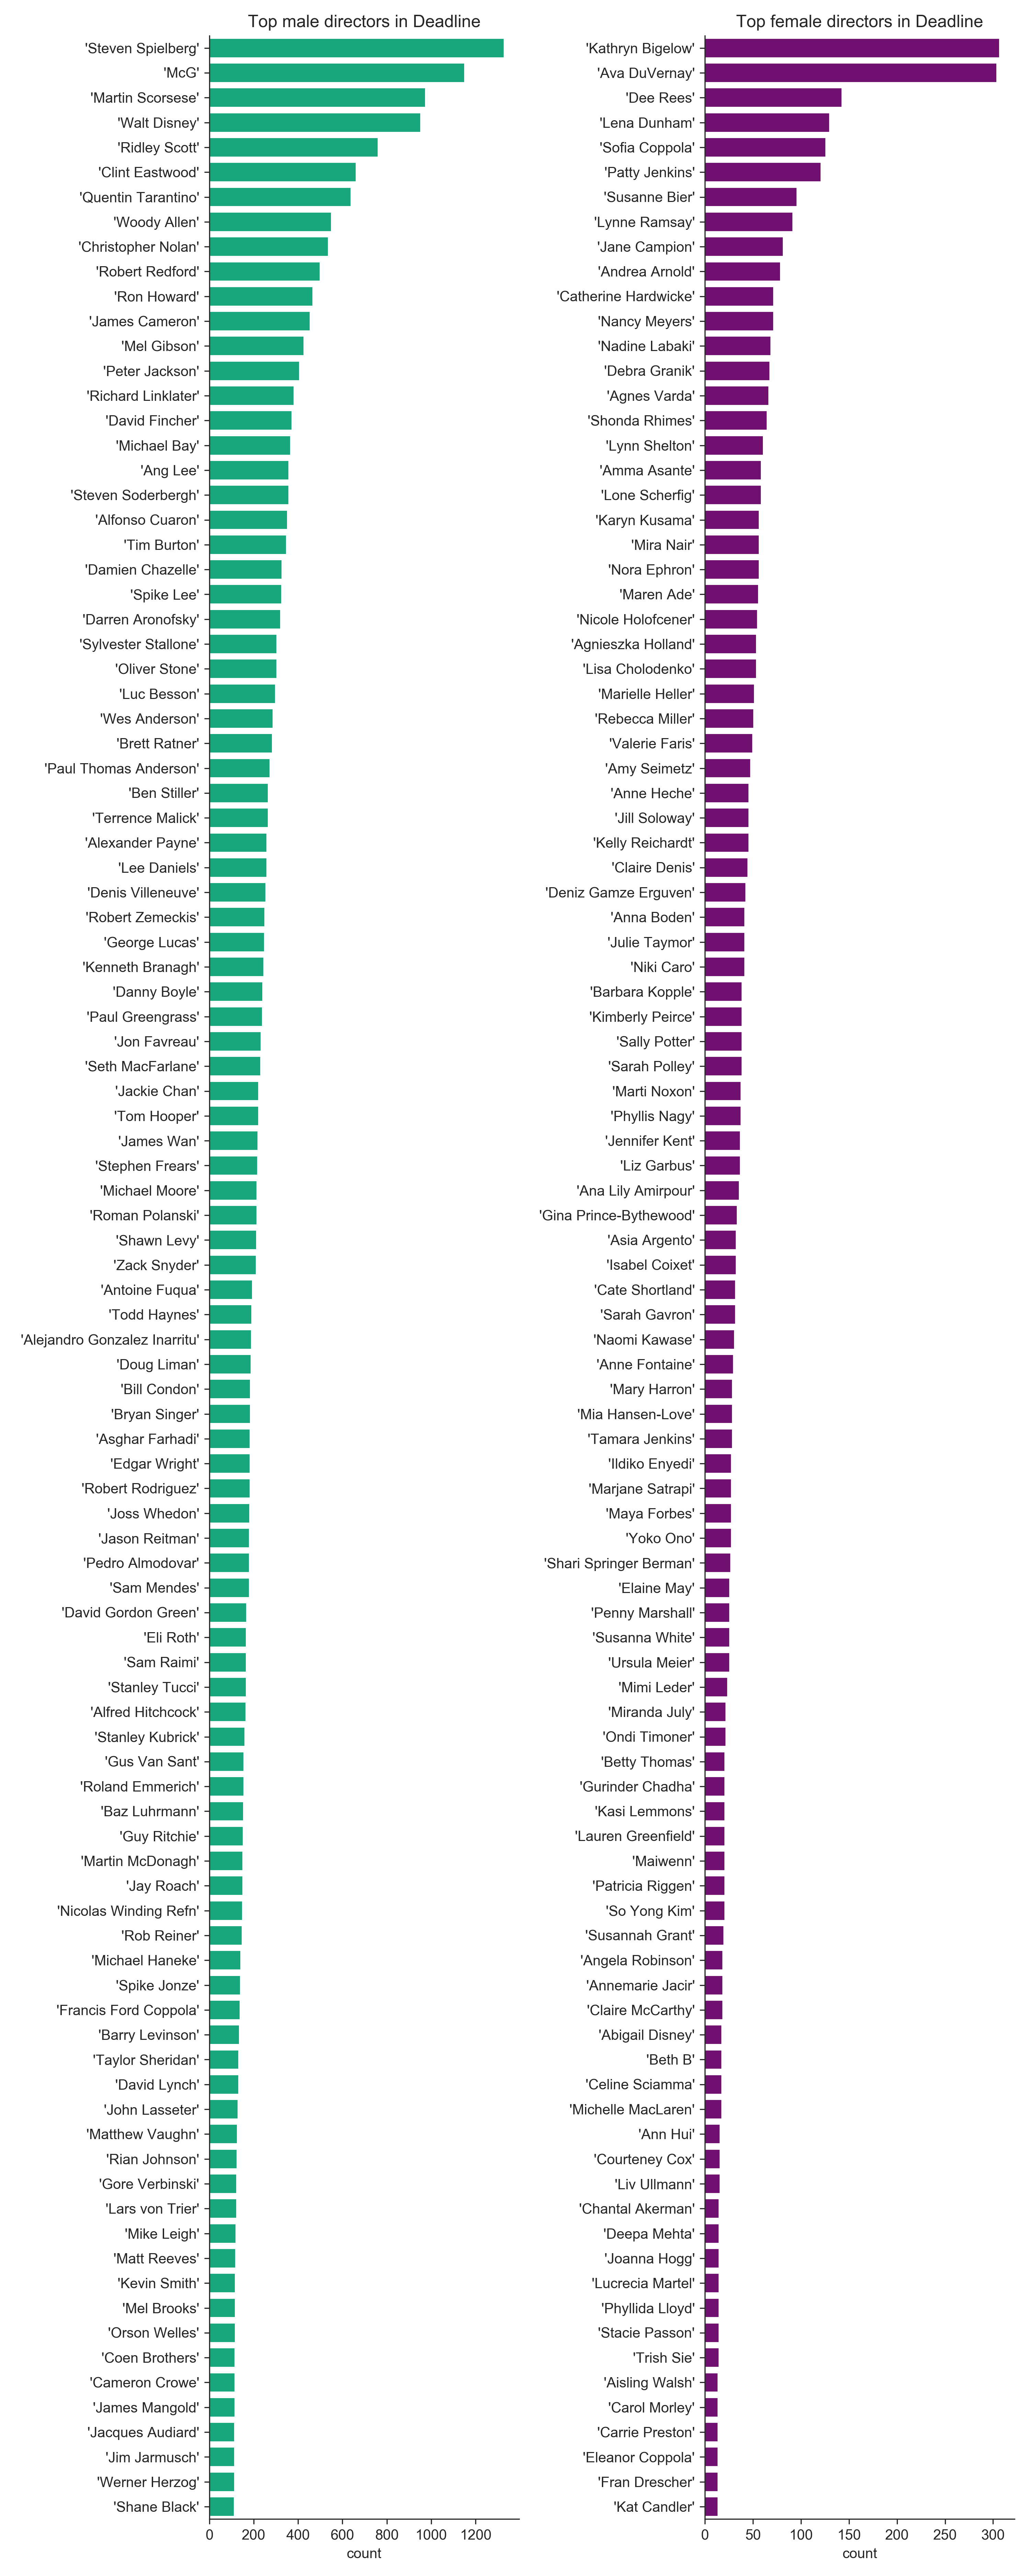 Top male directors in Deadline
'Steven Spielberg'
'McG'
'Martin Scorsese'
'Walt Disney'
'Ridley Scott'
'Clint Eastwood'
'Quentin Tarantino'
'Woody Allen'
'Christopher Nolan'
'Robert Redford'
'Ron Howard'
'James Cameron'
'Mel Gibson'
'Peter Jackson'
'Richard Linklater'
'David Fincher'
'Michael Bay'
'Ang Lee'
'Steven Soderbergh'
'Alfonso Cuaron'
'Tim Burton'
'Damien Chazelle'
'Spike Lee'
'Darren Aronofsky'
'Sylvester Stallone'
'Oliver Stone'
'Luc Besson'
'Wes Anderson'
'Brett Ratner'
'Paul Thomas Anderson'
'Ben Stiller'
'Terrence Malick'
'Alexander Payne'
'Lee Daniels'
'Denis Villeneuve'
'Robert Zemeckis'
'George Lucas'
'Kenneth Branagh'
'Danny Boyle'
'Paul Greengrass'
'Jon Favreau'
'Seth MacFarlane'
'Jackie Chan'
'Tom Hooper'
'James Wan'
'Stephen Frears'
'Michael Moore'
'Roman Polanski'
'Shawn Levy'
'Zack Snyder'
'Antoine Fuqua'
'Todd Haynes'
'Alejandro Gonzalez Inarritu'
'Doug Liman'
'Bill Condon'
'Bryan Singer'
'Asghar Farhadi'
'Edgar Wright'
'Robert Rodriguez'
'Joss Whedon'
'Jason Reitman'
'Pedro Almodovar'
'Sam Mendes'
'David Gordon Green'
'Eli Roth'
'Sam Raimi'
'Stanley Tucci'
'Alfred Hitchcock'
'Stanley Kubrick'
'Gus Van Sant'
'Roland Emmerich'
'Baz Luhrmann'
'Guy Ritchie'
'Martin McDonagh'
'Jay Roach'
'Nicolas Winding Refn'
'Rob Reiner'
'Michael Haneke'
'Spike Jonze'
'Francis Ford Coppola'
'Barry Levinson'
'Taylor Sheridan'
'David Lynch'
'John Lasseter'
'Matthew Vaughn'
'Rian Johnson'
'Gore Verbinski'
'Lars von Trier'
'Mike Leigh'
'Matt Reeves'
'Kevin Smith'
'Mel Brooks'
'Orson Welles'
'Coen Brothers'
'Cameron Crowe'
'James Mangold'
'Jacques Audiard'
'Jim Jarmusch'
'Werner Herzog'
'Shane Black'
0 200 400 600 800 1000 1200
count
Top female directors in Deadline
'Kathryn Bigelow'
'Ava DuVernay'
'Dee Rees'
'Lena Dunham'
'Sofia Coppola'
'Patty Jenkins'
'Susanne Bier'
'Lynne Ramsay'
'Jane Campion'
'Andrea Arnold'
'Catherine Hardwicke'
'Nancy Meyers'
'Nadine Labaki'
'Debra Granik'
'Agnes Varda'
'Shonda Rhimes'
'Lynn Shelton'
'Amma Asante'
'Lone Scherfig'
'Karyn Kusama'
'Mira Nair'
'Nora Ephron'
'Maren Ade'
'Nicole Holofcener'
'Agnieszka Holland'
'Lisa Cholodenko'
'Marielle Heller'
'Rebecca Miller'
'Valerie Faris'
'Amy Seimetz'
'Anne Heche'
'Jill Soloway'
'Kelly Reichardt'
'Claire Denis'
'Deniz Gamze Erguven'
'Anna Boden'
'Julie Taymor'
'Niki Caro'
'Barbara Kopple'
'Kimberly Peirce'
'Sally Potter'
'Sarah Polley'
'Marti Noxon'
'Phyllis Nagy'
'Jennifer Kent'
'Liz Garbus'
'Ana Lily Amirpour'
'Gina Prince-Bythewood'
'Asia Argento'
'Isabel Coixet'
'Cate Shortland'
'Sarah Gavron'
'Naomi Kawase'
'Anne Fontaine'
'Mary Harron'
'Mia Hansen-Love'
'Tamara Jenkins'
'Ildiko Enyedi'
'Marjane Satrapi'
'Maya Forbes'
'Yoko Ono'
'Shari Springer Berman'
'Elaine May'
'Penny Marshall'
'Susanna White'
'Ursula Meier'
'Mimi Leder'
'Miranda July'
'Ondi Timoner'
'Betty Thomas'
'Gurinder Chadha'
'Kasi Lemmons'
'Lauren Greenfield'
'Maiwenn'
'Patricia Riggen'
'So Yong Kim'
'Susannah Grant'
'Angela Robinson'
'Annemarie Jacir'
'Claire McCarthy'
'Abigail Disney'
'Beth B'
'Celine Sciamma'
'Michelle MacLaren'
'Ann Hui'
'Courteney Cox'
'Liv Ullmann'
'Chantal Akerman'
'Deepa Mehta'
'Joanna Hogg'
'Lucrecia Martel'
'Phyllida Lloyd'
'Stacie Passon'
'Trish Sie'
'Aisling Walsh'
'Carol Morley'
'Carrie Preston'
'Eleanor Coppola'
'Fran Drescher'
'Kat Candler'
0 50 100 150 200 250 300
count